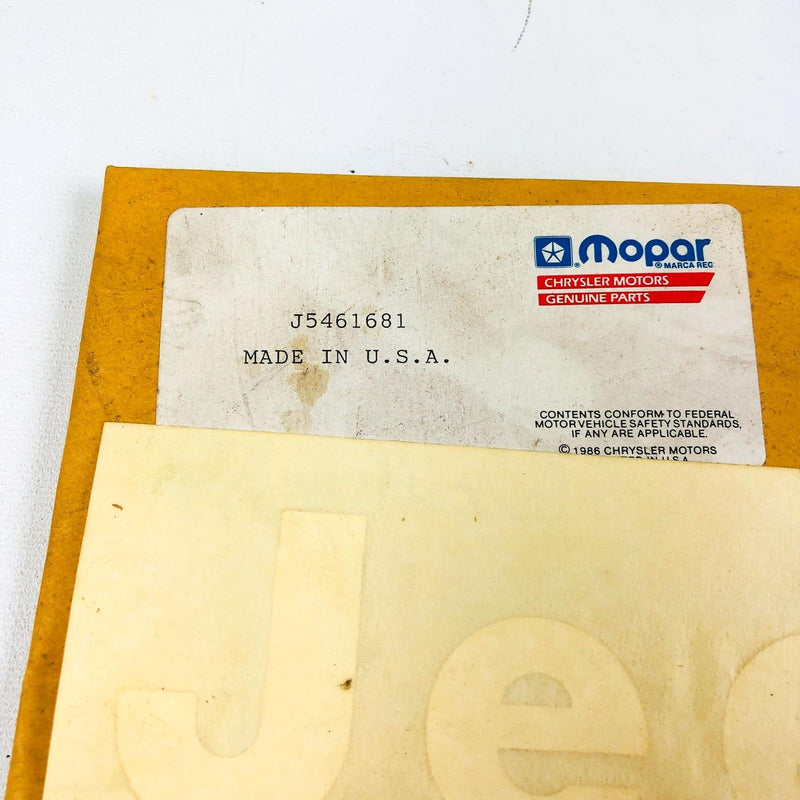 mopar
® ® MARCA REG.
CHRYSLER MOTORS
GENUINE PARTS
J5461681
MADE IN U.S.A.
CONTENTS CONFORM TO FEDERAL
MOTOR VEHICLE SAFETY STANDARDS,
IF ANY ARE APPLICABLE.
© 1986 CHRYSLER MOTORS
IN U.S.A.
Je